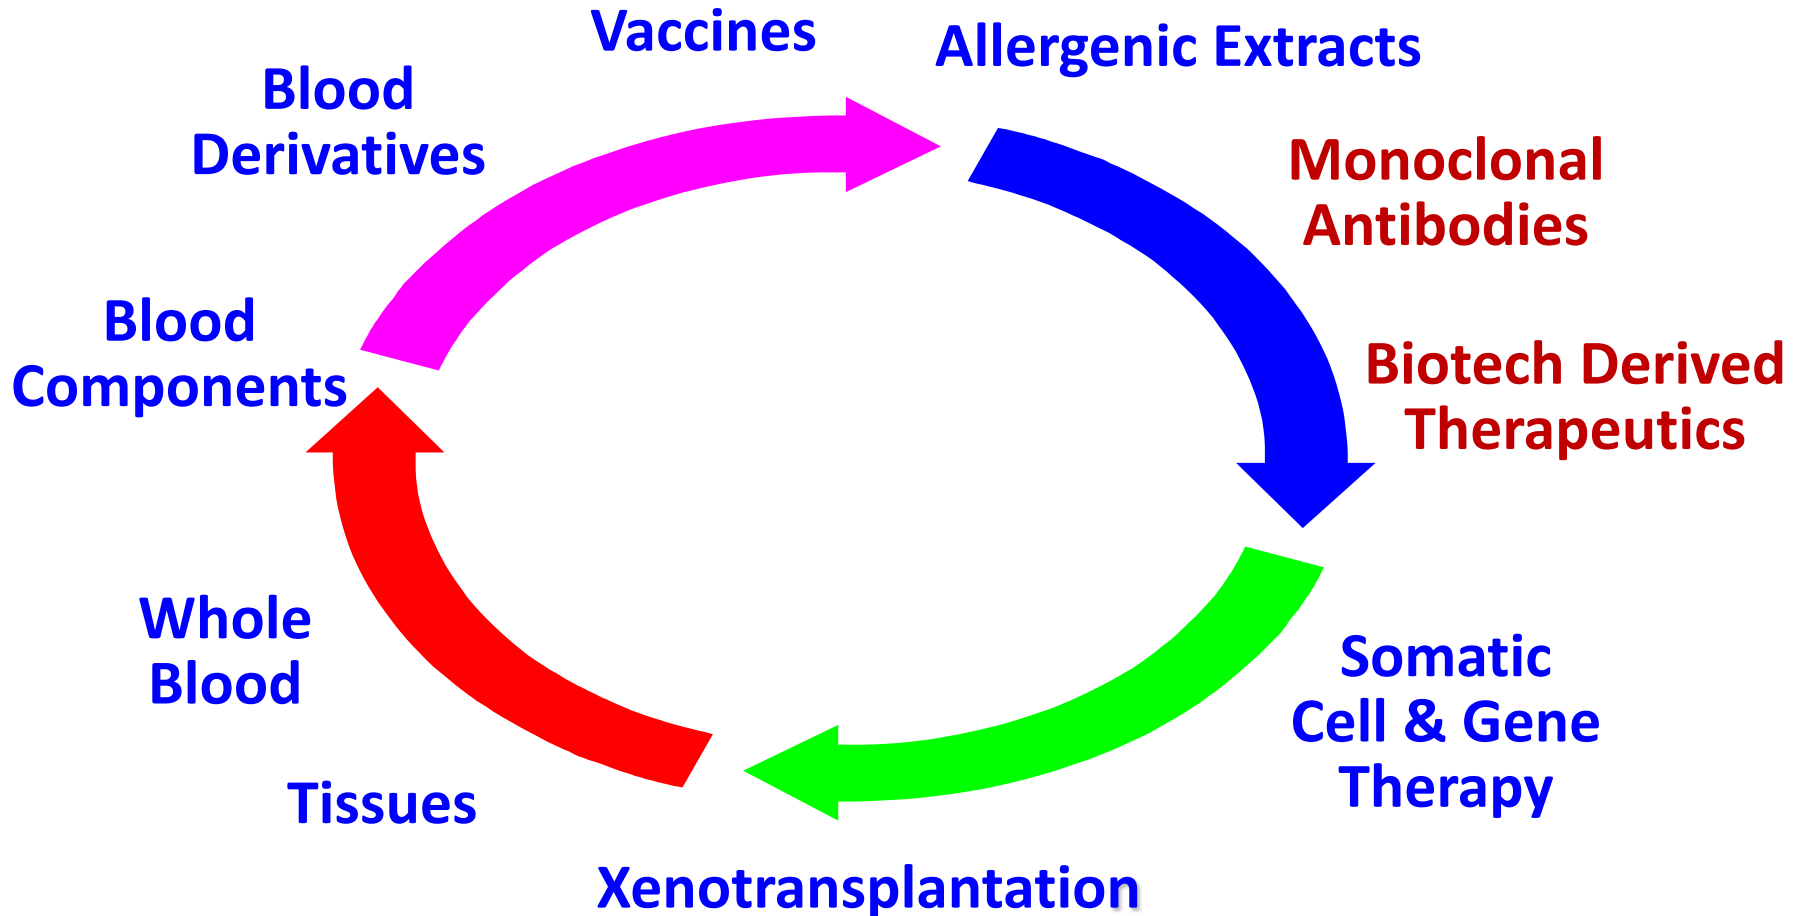 Vaccines
Allergenic Extracts
Blood
Derivatives
Monoclonal
Antibodies
Blood
Components
Biotech Derived
Therapeutics
Whole
Blood
Somatic
Cell & Gene
Therapy
Tissues
Xenotransplantation